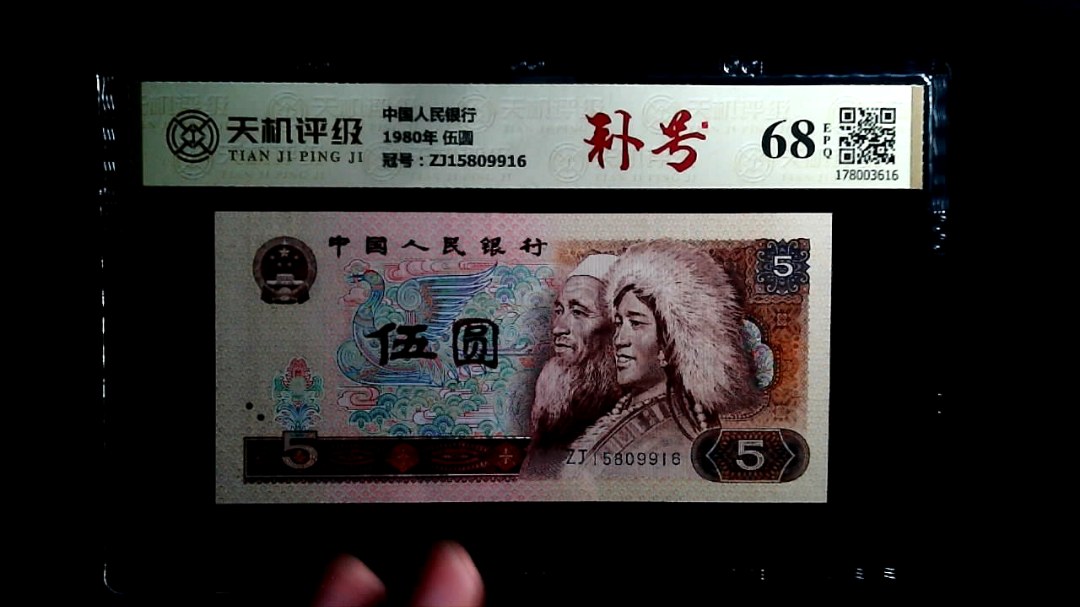 天机评级
TIAN JI PING JI
中国人民银行
1980年 伍圆
冠号：ZJ15809916
补号
68
EPQ
178003616
中国人民银行
5
伍圆
5
ZJ15809916
5